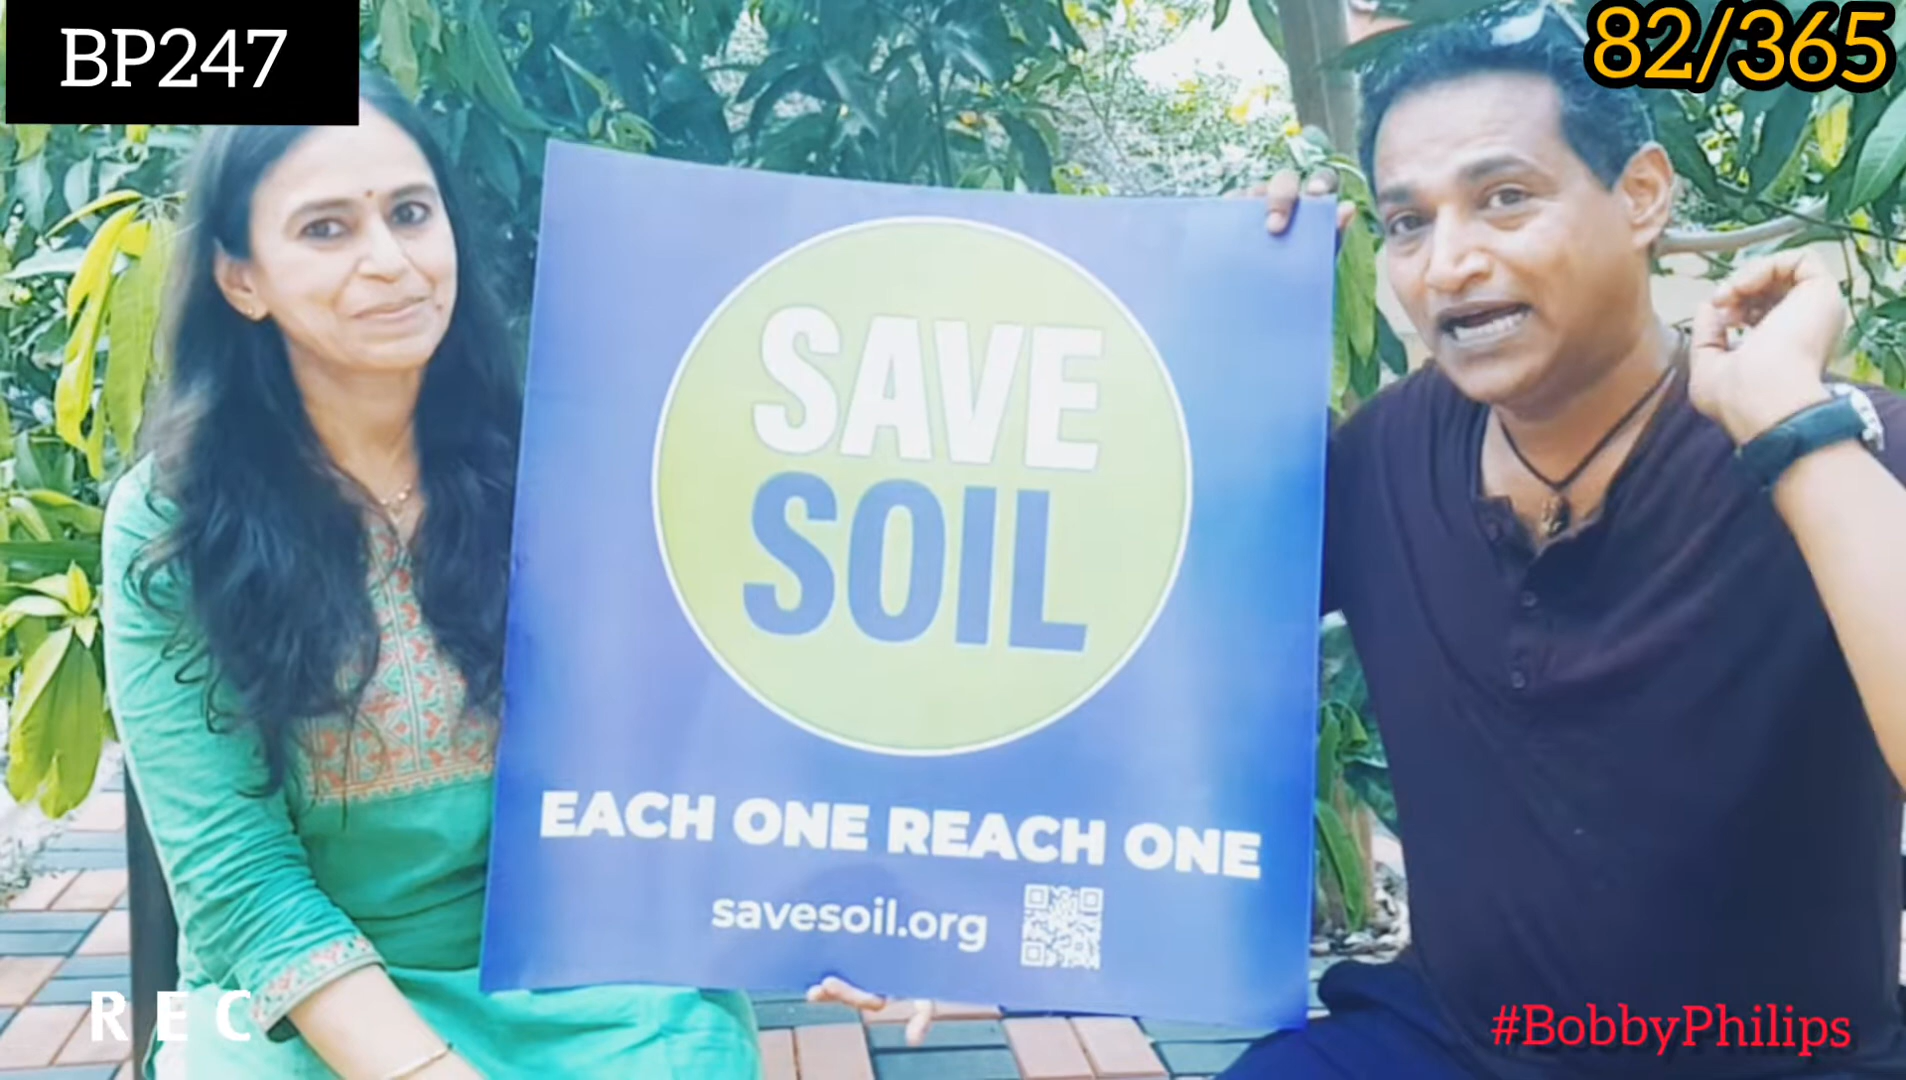 BP247
82/365
SAVE
SOIL
EACH ONE REACH ONE
savesoil.org
REC
#BobbyPhilips